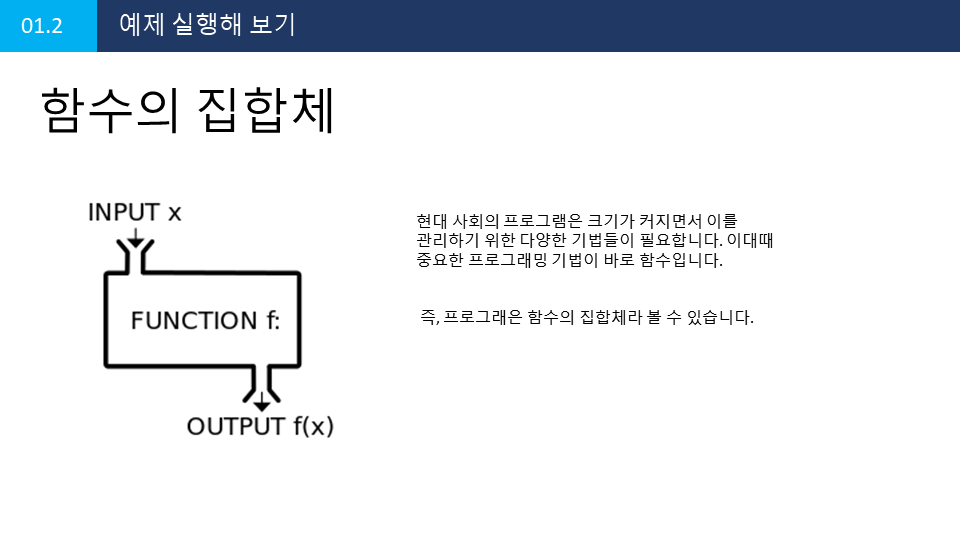 01.2
예제 실행해 보기
함수의 집합체
INPUT x
FUNCTION f:
OUTPUT f(x)
현대 사회의 프로그램은 크기가 커지면서 이를
관리하기 위한 다양한 기법들이 필요합니다. 이대때
중요한 프로그래밍 기법이 바로 함수입니다.
즉, 프로그래은 함수의 집합체라 볼 수 있습니다.